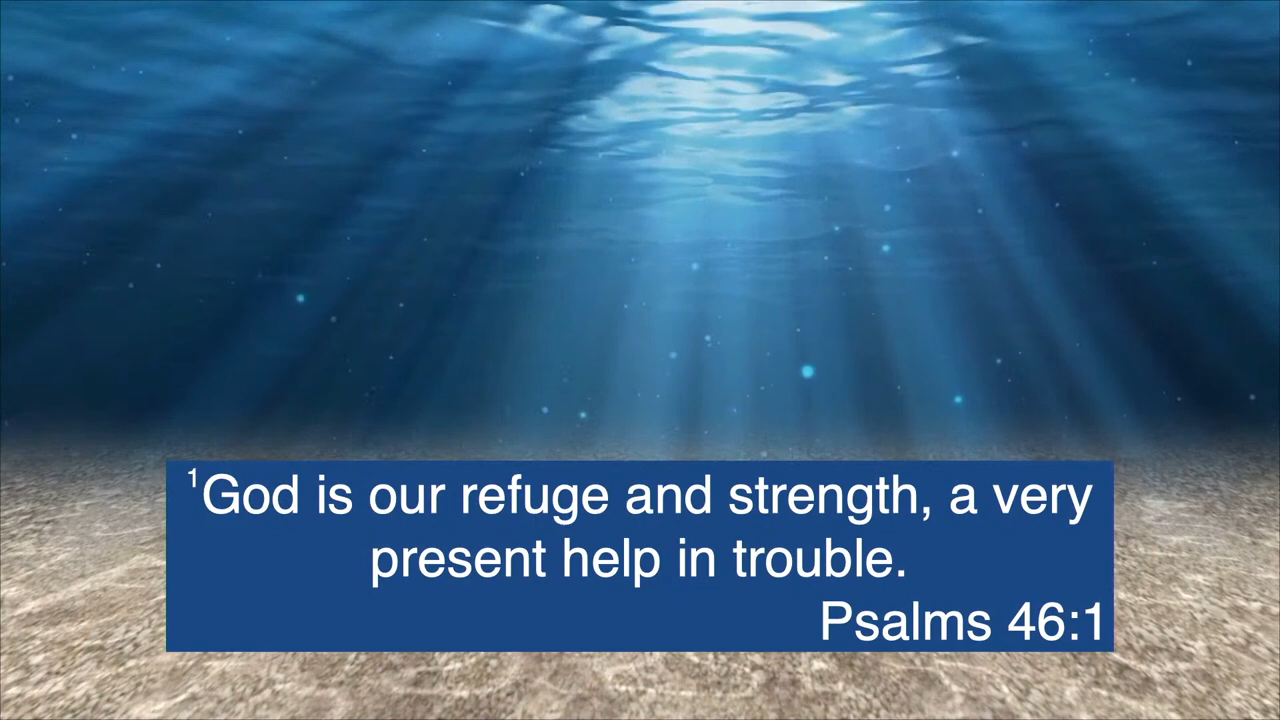 ¹God is our refuge and strength, a very
present help in trouble.
Psalms 46:1